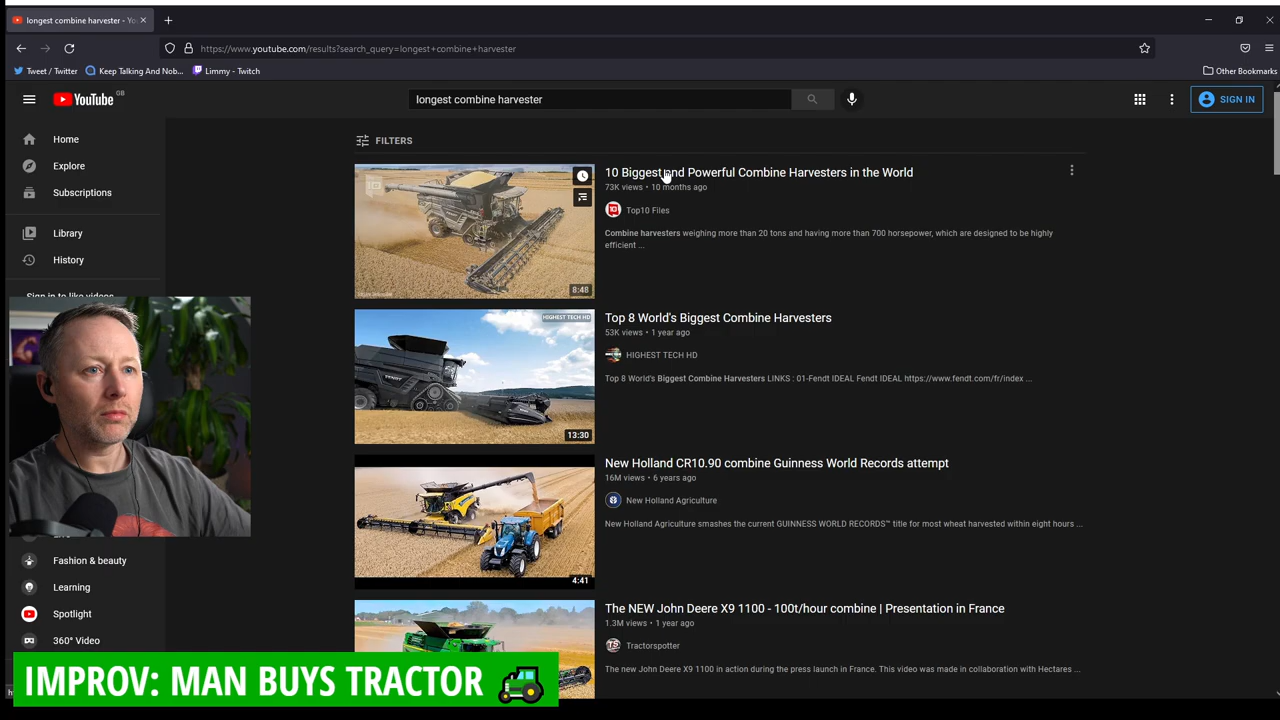 longest combine harvester - Yo
https://www.youtube.com/results?search_query=longest+combine+harvester
Tweet / Twitter
Keep Talking And Nob...
Limmy - Twitch
Other Bookmarks
YouTube GB
longest combine harvester
SIGN IN
Home
Explore
Subscriptions
Library
History
Sign in to like videos
Fashion & beauty
Learning
Spotlight
360° Video
FILTERS
10 Biggest and Powerful Combine Harvesters in the World
73K views • 10 months ago
Top10 Files
Combine harvesters weighing more than 20 tons and having more than 700 horsepower, which are designed to be highly
efficient ...
8:48
HIGHEST TECH HD
13:30
Top 8 World's Biggest Combine Harvesters
53K views • 1 year ago
HIGHEST TECH HD
Top 8 World's Biggest Combine Harvesters LINKS : 01-Fendt IDEAL Fendt IDEAL https://www.fendt.com/fr/index ...
FENDT
4:41
New Holland CR10.90 combine Guinness World Records attempt
16M views • 6 years ago
New Holland Agriculture
New Holland Agriculture smashes the current GUINNESS WORLD RECORDS™ title for most wheat harvested within eight hours ...
The NEW John Deere X9 1100 - 100t/hour combine | Presentation in France
1.3M views • 1 year ago
Tractorspotter
The new John Deere X9 1100 in action during the press launch in France. This video was made in collaboration with Hectares ...
IMPROV: MAN BUYS TRACTOR